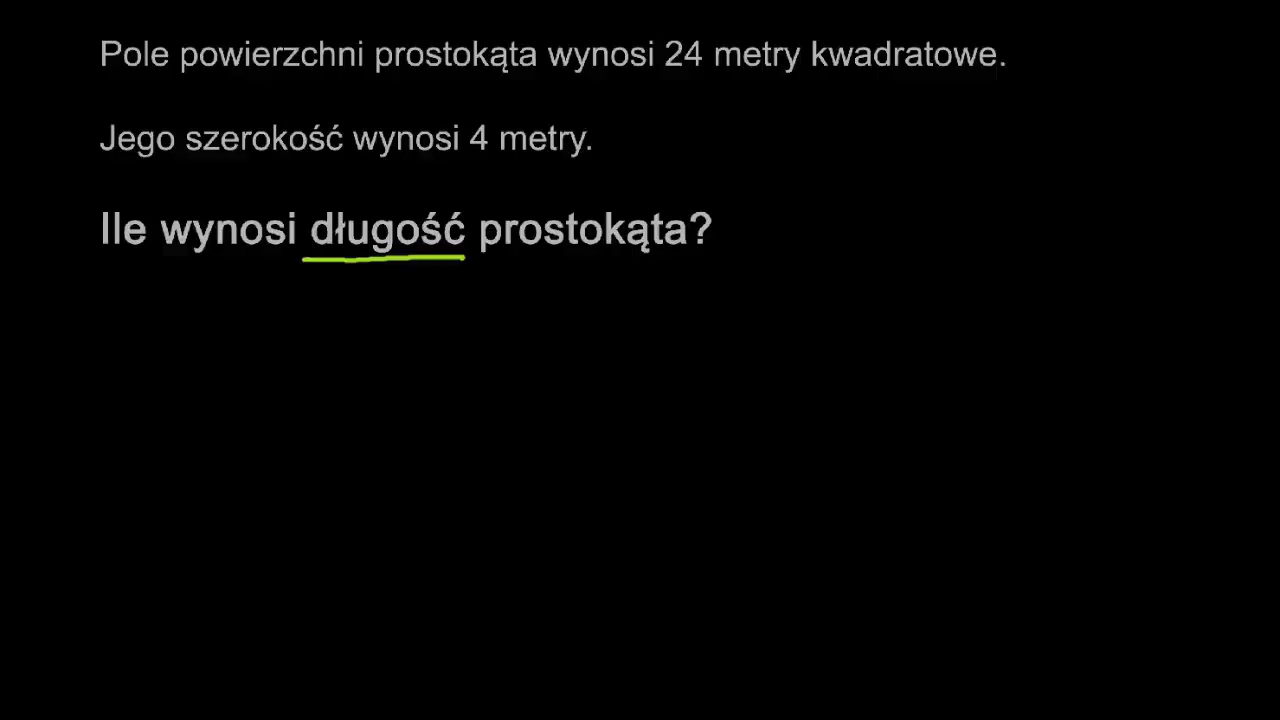 Pole powierzchni prostokąta wynosi 24 metry kwadratowe.
Jego szerokość wynosi 4 metry.
Ile wynosi długość prostokąta?